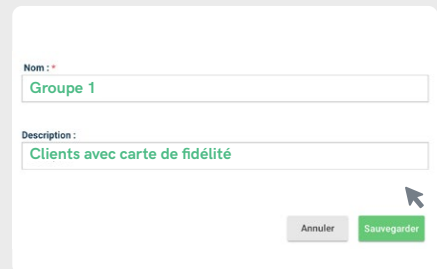 Nom : *
Groupe 1
Description :
Clients avec carte de fidélité
Annuler Sauvegarder